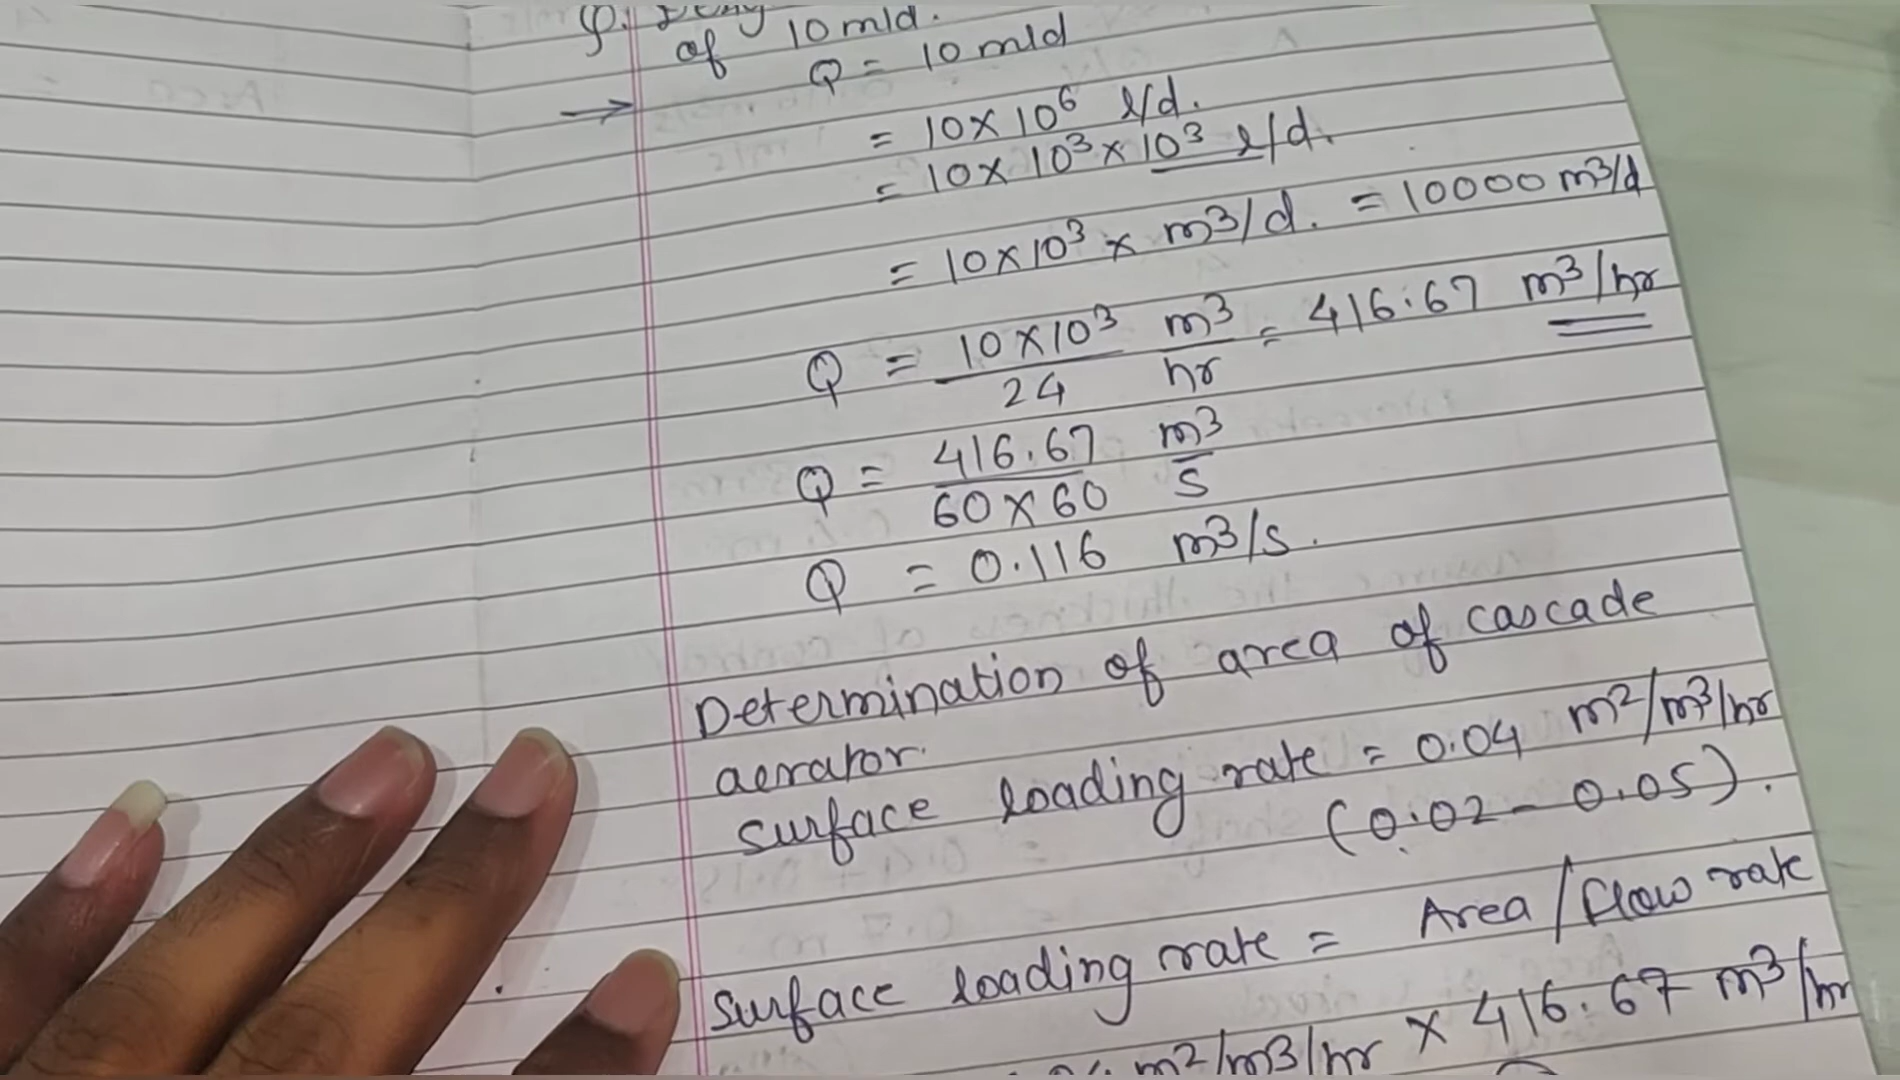 of 10 mld.
Q = 10 mld
= 10 × 10⁶ l/d.
= 10 × 10³ × 10³ l/d.
= 10 × 10³ × m³/d. = 10000 m³/d
Q = 10 × 10³ / 24 m³/hr = 416.67 m³/hr
Q = 416.67 / 60 × 60 m³/s
Q = 0.116 m³/s.
Determination of area of cascade
aerator.
surface loading rate = 0.04 m²/m³/hr
(0.02 - 0.05).
surface loading rate = Area / flow rate
m²/m³/hr × 416.67 m³/hr